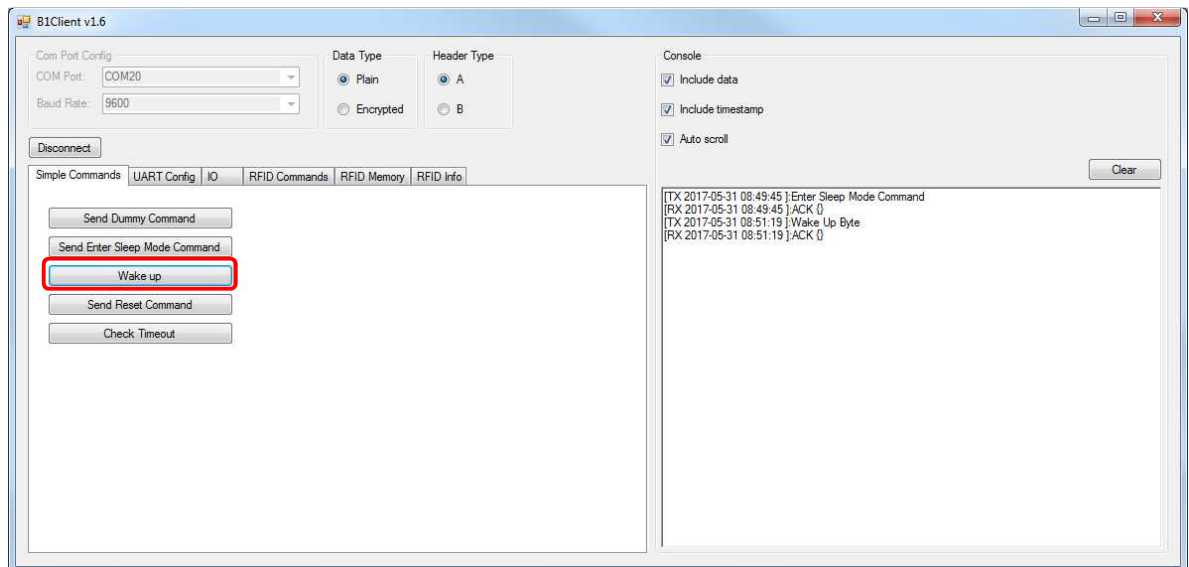 B1Client v1.6
Com Port Config
COM Port: COM20
Baud Rate: 9600
Data Type
Plain
Encrypted
Header Type
A
B
Disconnect
Simple Commands UART Config IO RFID Commands RFID Memory RFID Info
Send Dummy Command
Send Enter Sleep Mode Command
Wake up
Send Reset Command
Check Timeout
Console
Include data
Include timestamp
Auto scroll
Clear
[TX 2017-05-31 08:49:45 ]:Enter Sleep Mode Command
[RX 2017-05-31 08:49:45 ]:ACK {}
[TX 2017-05-31 08:51:19 ]:Wake Up Byte
[RX 2017-05-31 08:51:19 ]:ACK {}